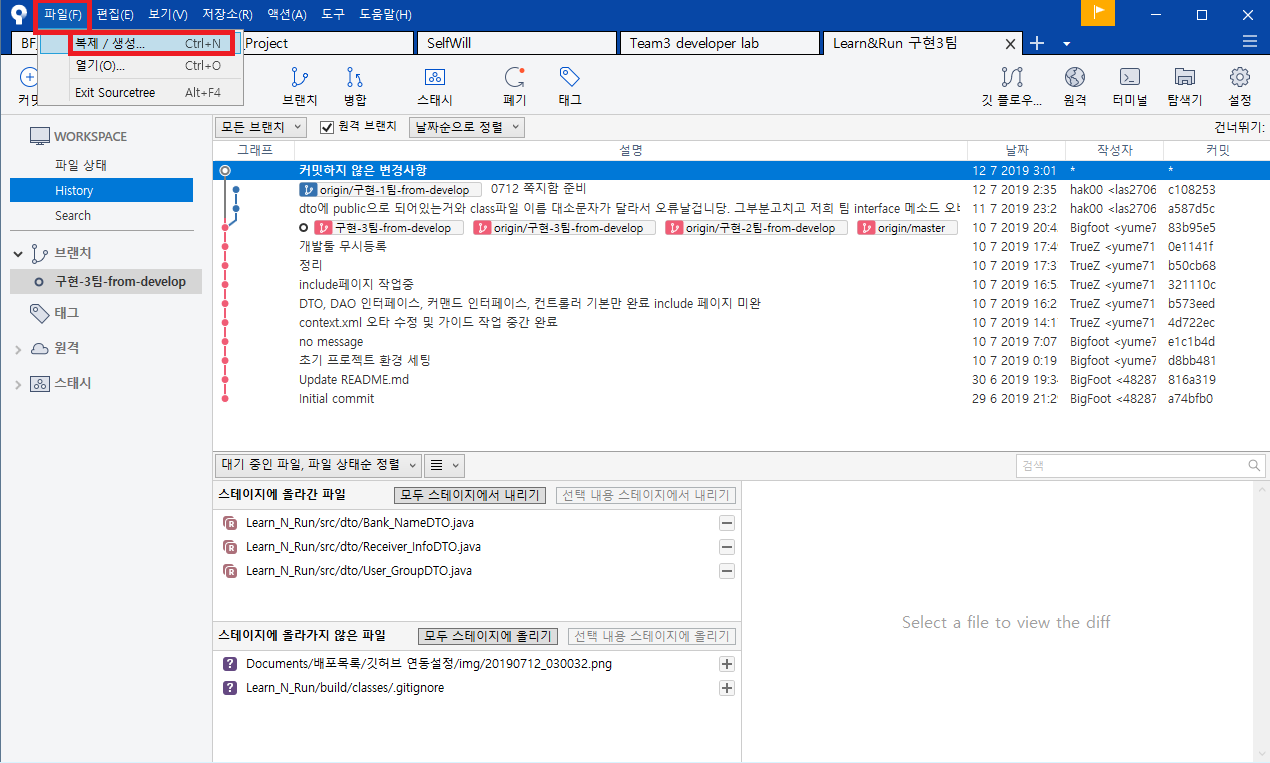 파일(F) 편집(E) 보기(V) 저장소(R) 액션(A) 도구 도움말(H)
BF Project SelfWill Team3 developer lab Learn&Run 구현3팀
복제 / 생성... Ctrl+N
열기(O)... Ctrl+O
Exit Sourcetree Alt+F4
커밋 브랜치 병합 스태시 폐기 태그 깃 플로우... 원격 터미널 탐색기 설정
모든 브랜치 원격 브랜치 날짜순으로 정렬 건너뛰기:
WORKSPACE
파일 상태
History
Search
브랜치
구현-3팀-from-develop
태그
원격
스태시
그래프 설명 날짜 작성자 커밋
커밋하지 않은 변경사항 12 7 2019 3:01 * *
origin/구현-1팀-from-develop 0712 쪽지함 준비 12 7 2019 2:35 hak00 <las2706 c108253
dto에 public으로 되어있는거와 class파일 이름 대소문자가 달라서 오류날겁니당. 그부분고치고 저희 팀 interface 메소드 오버 11 7 2019 23:2 hak00 <las2706 a587d5c
구현-3팀-from-develop origin/구현-3팀-from-develop origin/구현-2팀-from-develop origin/master 10 7 2019 20:4 Bigfoot <yume7 83b95e5
개발툴 무시등록 10 7 2019 17:4 TrueZ <yume71 0e1141f
정리 10 7 2019 17:3 TrueZ <yume71 b50cb68
include페이지 작업중 10 7 2019 16:5 TrueZ <yume71 321110c
DTO, DAO 인터페이스, 커맨드 인터페이스, 컨트롤러 기본만 완료 include 페이지 미완 10 7 2019 16:2 TrueZ <yume71 b573eed
context.xml 오타 수정 및 가이드 작업 중간 완료 10 7 2019 14:1 TrueZ <yume71 4d722ec
no message 10 7 2019 7:07 Bigfoot <yume7 e1c1b4d
초기 프로젝트 환경 세팅 10 7 2019 0:19 Bigfoot <yume7 d8bb481
Update README.md 30 6 2019 19:3 BigFoot <48287 816a319
Initial commit 29 6 2019 21:2 BigFoot <48287 a74bfb0
대기 중인 파일, 파일 상태순 정렬 검색
스테이지에 올라간 파일 모두 스테이지에서 내리기 선택 내용 스테이지에서 내리기
Learn_N_Run/src/dto/Bank_NameDTO.java
Learn_N_Run/src/dto/Receiver_InfoDTO.java
Learn_N_Run/src/dto/User_GroupDTO.java
Select a file to view the diff
스테이지에 올라가지 않은 파일 모두 스테이지에 올리기 선택 내용 스테이지에 올리기
Documents/배포목록/깃허브 연동설정/img/20190712_030032.png
Learn_N_Run/build/classes/.gitignore